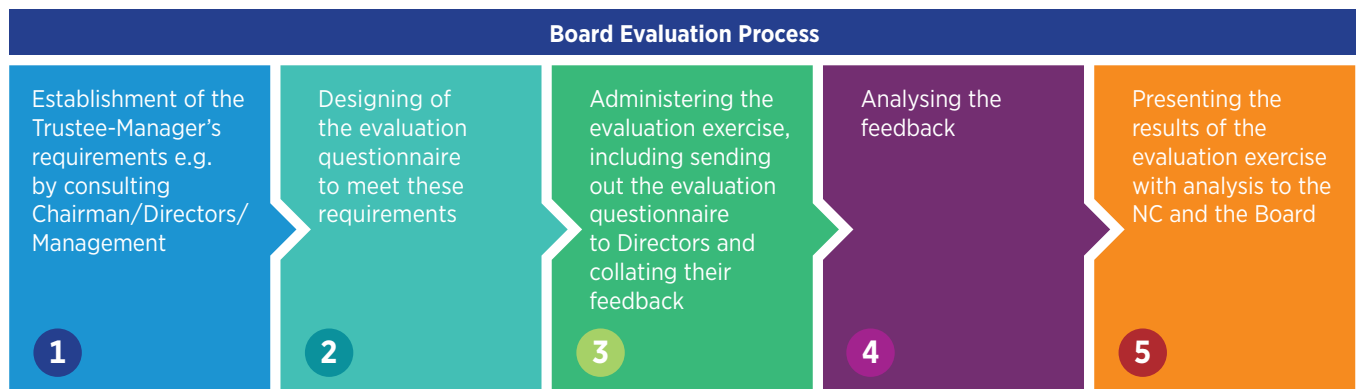 Board Evaluation Process
Establishment of the
Trustee-Manager's
requirements e.g.
by consulting
Chairman/Directors/
Management
1
Designing of
the evaluation
questionnaire
to meet these
requirements
2
Administering the
evaluation exercise,
including sending
out the evaluation
questionnaire
to Directors and
collating their
feedback
3
Analysing the
feedback
4
Presenting the
results of the
evaluation exercise
with analysis to the
NC and the Board
5